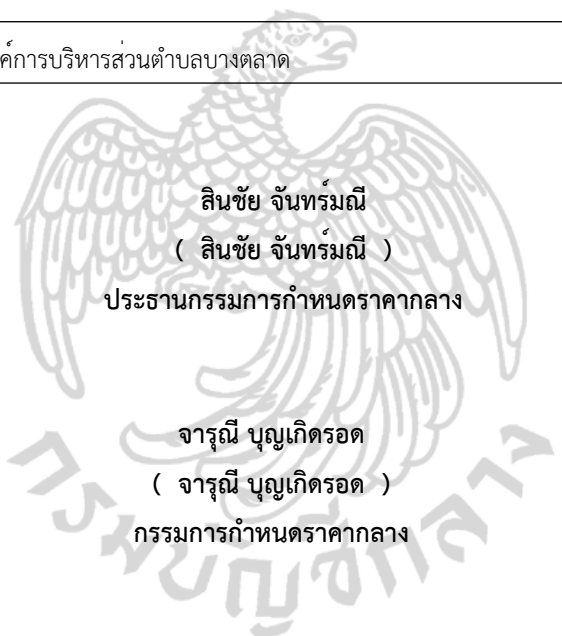 ค์การบริหารส่วนตำบลบางตลาด
สินชัย จันทร์มณี
( สินชัย จันทร์มณี )
ประธานกรรมการกำหนดราคากลาง
จารุณี บุญเกิดรอด
( จารุณี บุญเกิดรอด )
กรรมการกำหนดราคากลาง
กรมบัญชีกลาง